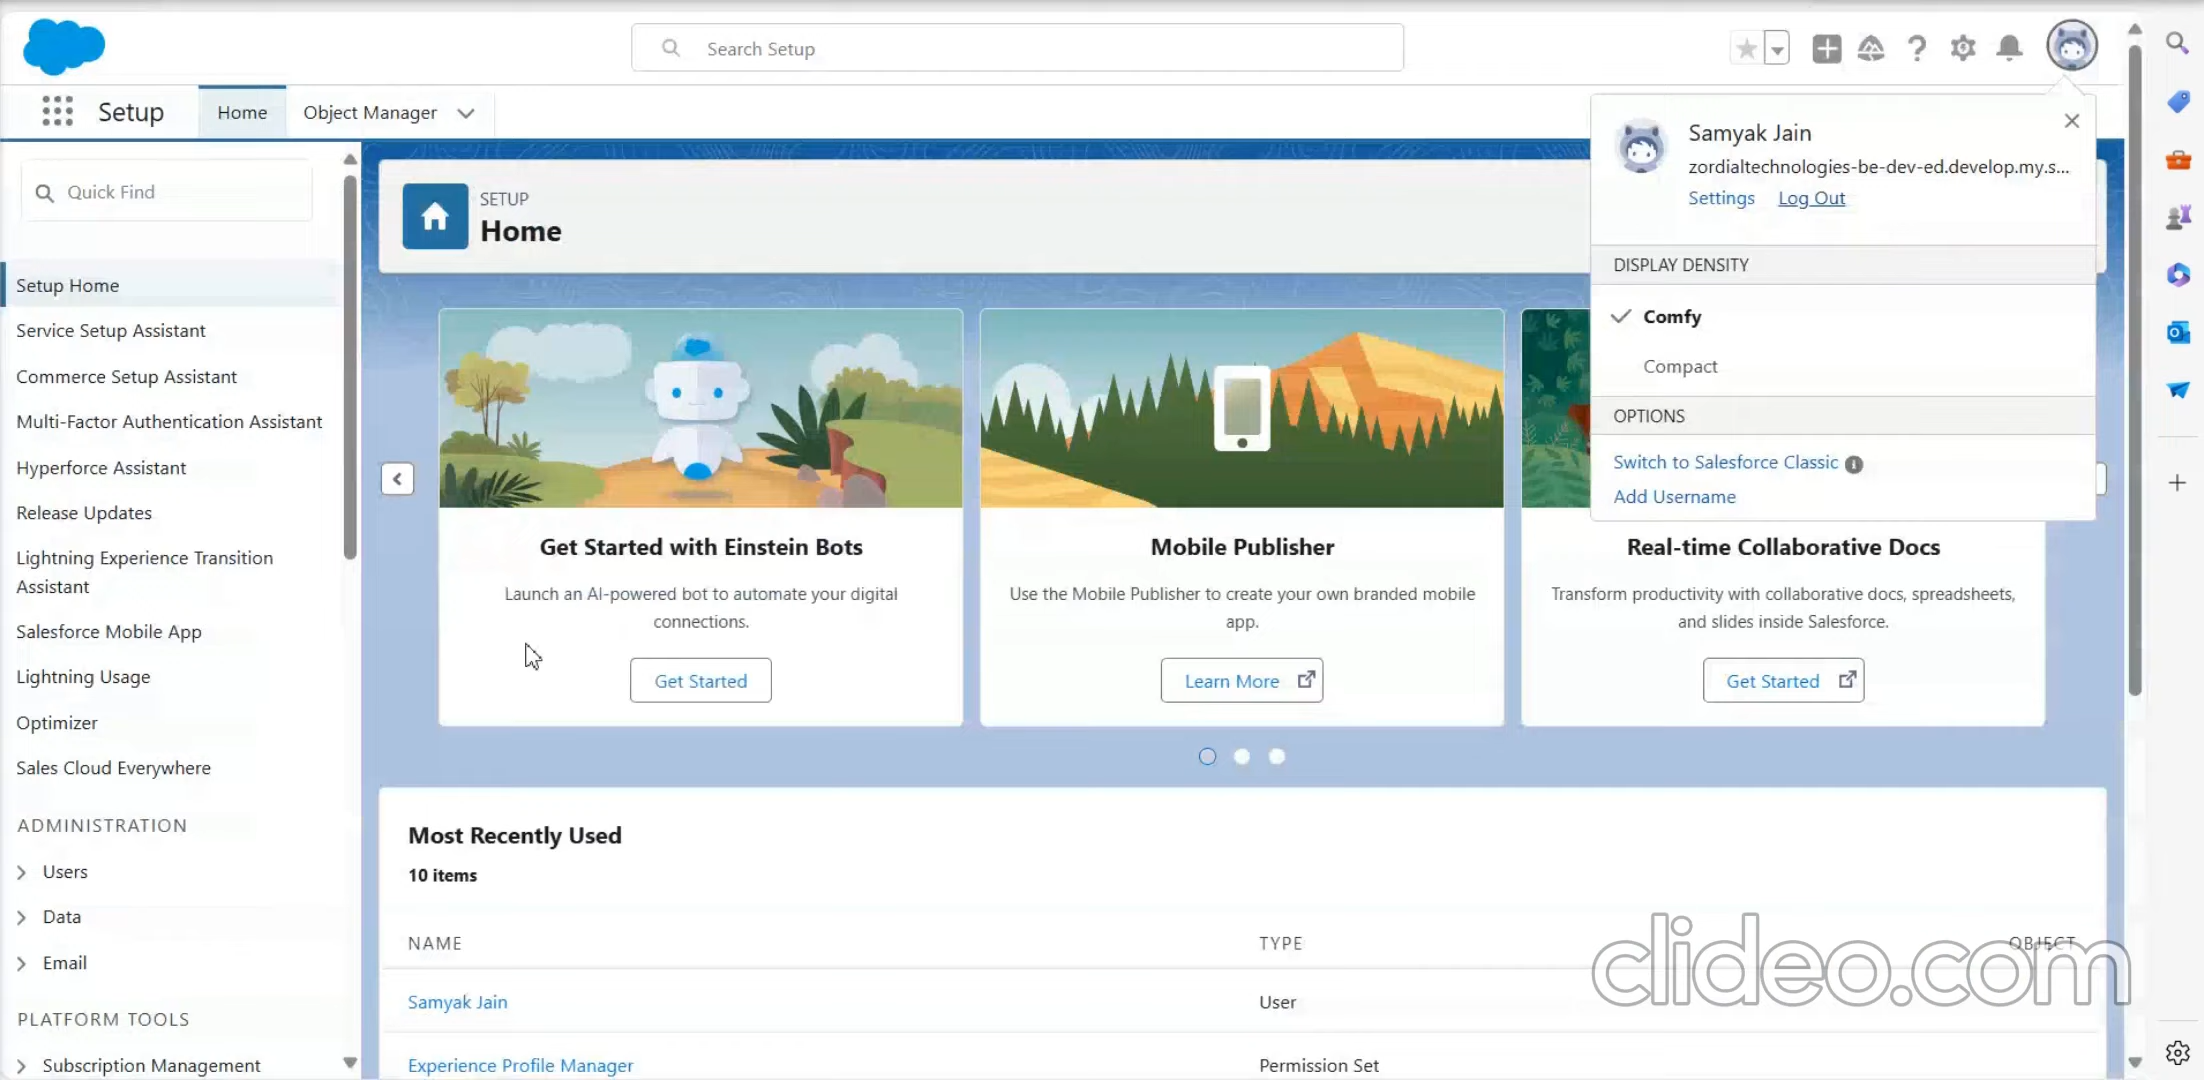 Search Setup
Setup
Home
Object Manager
Quick Find
Setup Home
Service Setup Assistant
Commerce Setup Assistant
Multi-Factor Authentication Assistant
Hyperforce Assistant
Release Updates
Lightning Experience Transition
Assistant
Salesforce Mobile App
Lightning Usage
Optimizer
Sales Cloud Everywhere
ADMINISTRATION
Users
Data
Email
PLATFORM TOOLS
Subscription Management
SETUP
Home
Samyak Jain
zordialtechnologies-be-dev-ed.develop.my.s...
Settings Log Out
DISPLAY DENSITY
Comfy
Compact
OPTIONS
Switch to Salesforce Classic
Add Username
Get Started with Einstein Bots
Launch an AI-powered bot to automate your digital
connections.
Get Started
Mobile Publisher
Use the Mobile Publisher to create your own branded mobile
app.
Learn More
Real-time Collaborative Docs
Transform productivity with collaborative docs, spreadsheets,
and slides inside Salesforce.
Get Started
Most Recently Used
10 items
NAME TYPE OBJECT
Samyak Jain User
Experience Profile Manager Permission Set
clideo.com